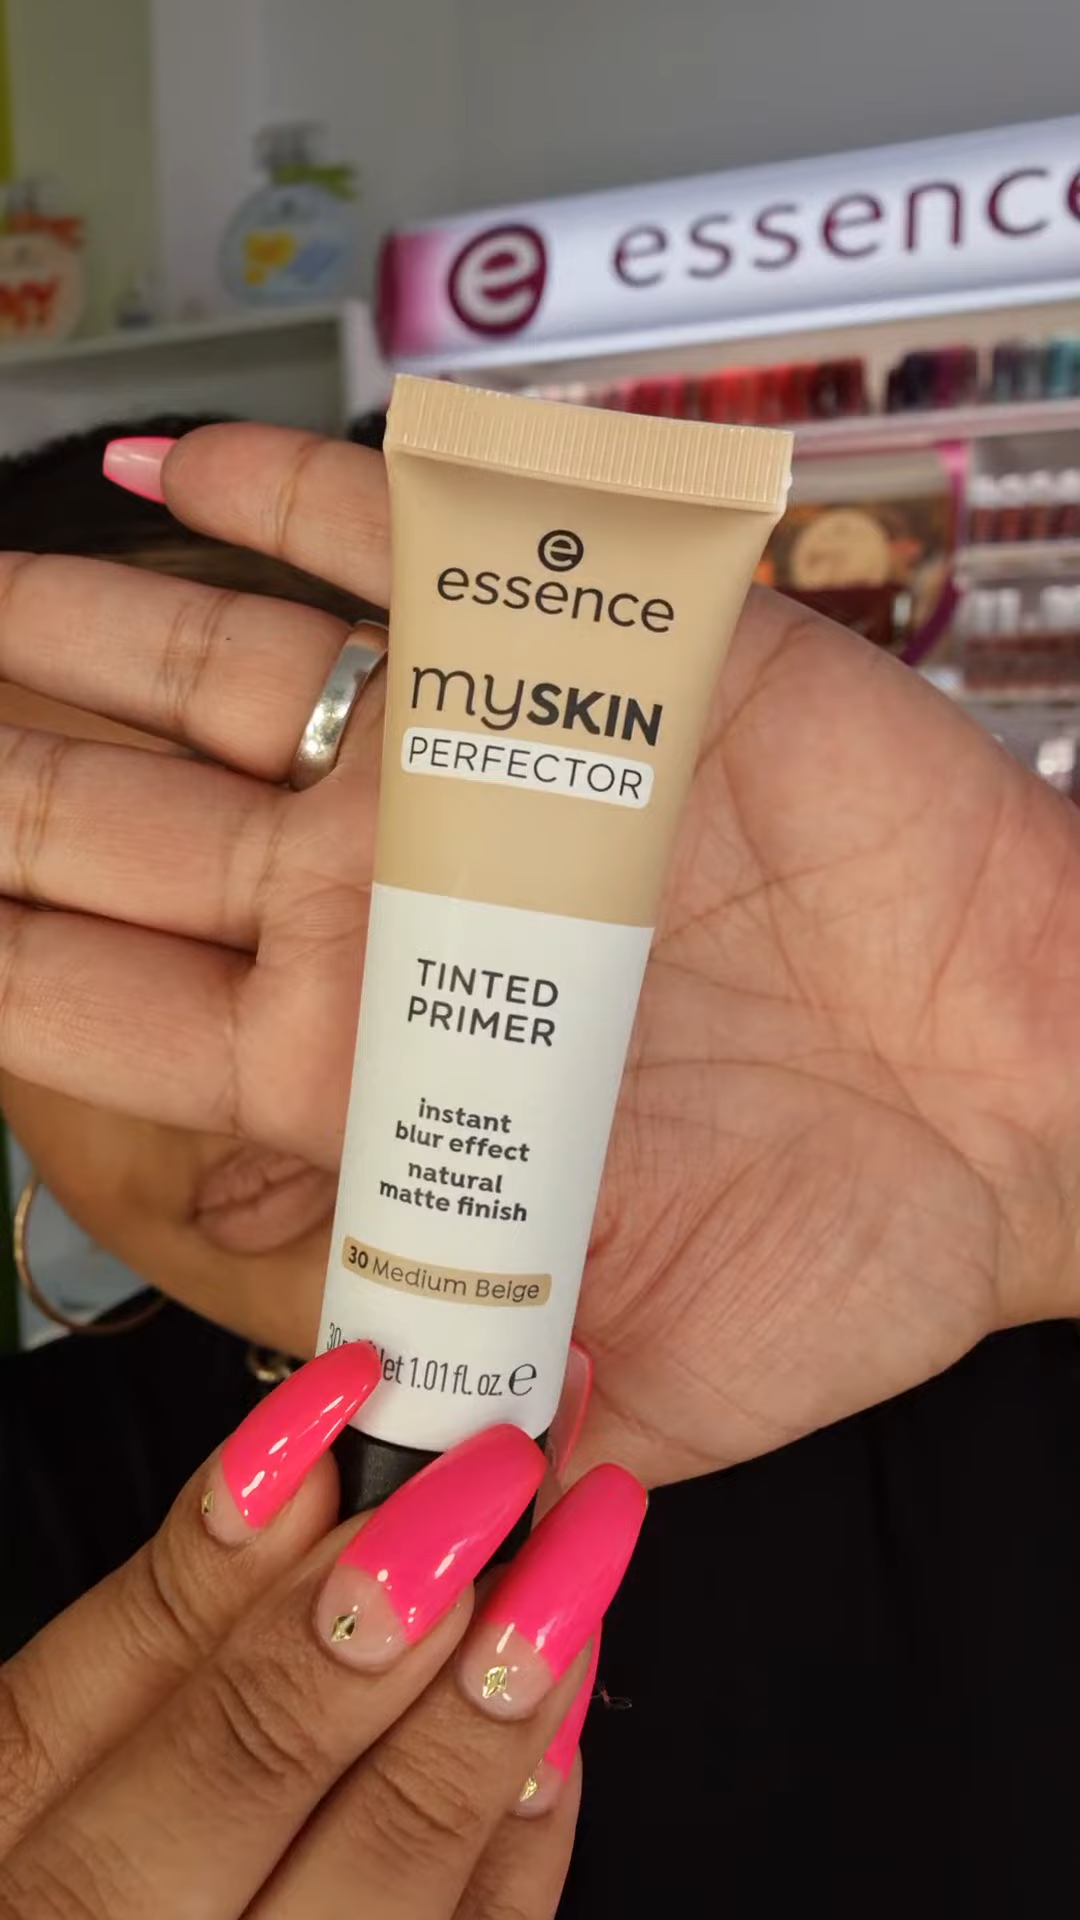 essence
e
essence
mySKIN
PERFECTOR
TINTED
PRIMER
instant
blur effect
natural
matte finish
30 Medium Beige
1.01 fl. oz. e